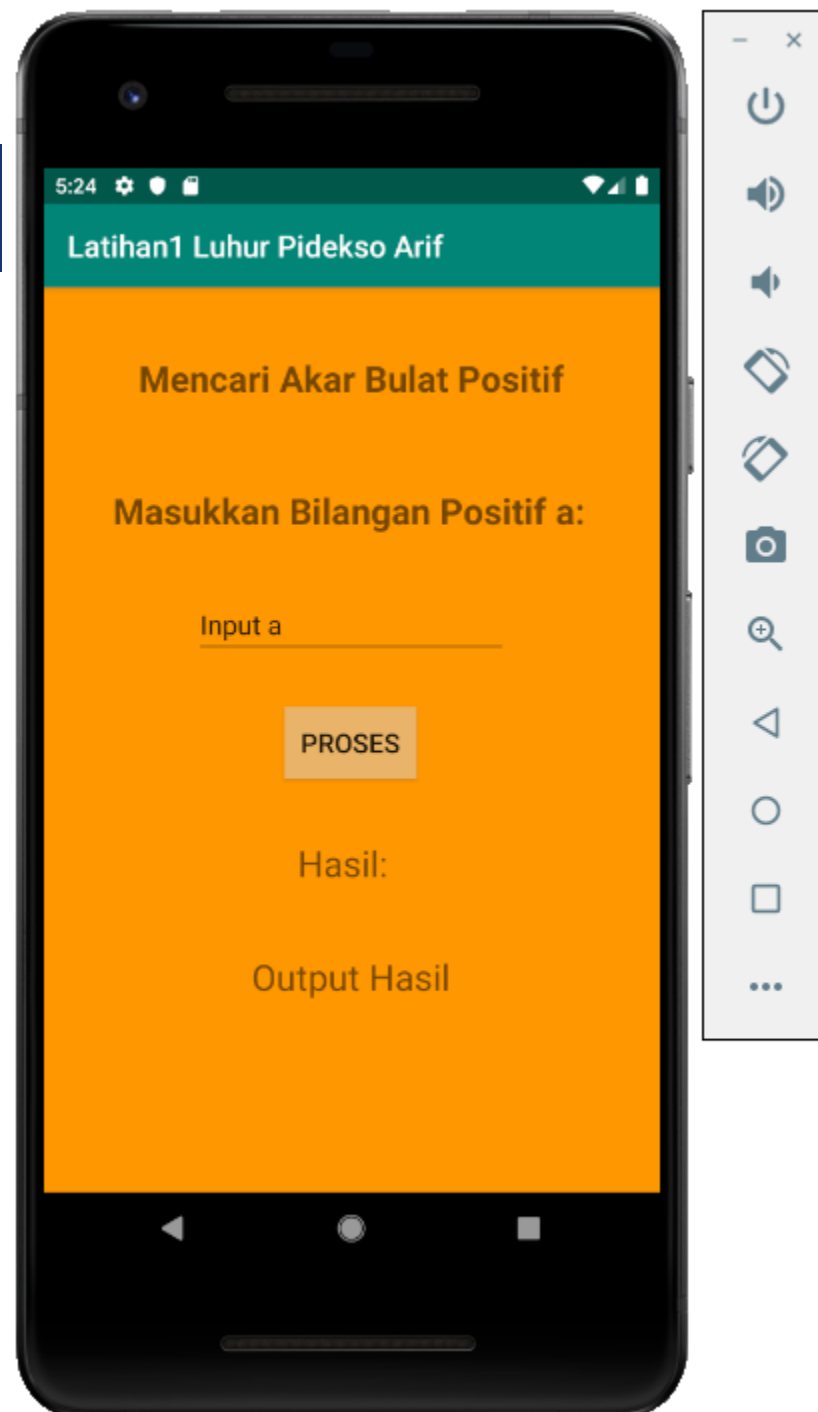 5:24
Latihan1 Luhur Pidekso Arif
Mencari Akar Bulat Positif
Masukkan Bilangan Positif a:
Input a
PROSES
Hasil:
Output Hasil